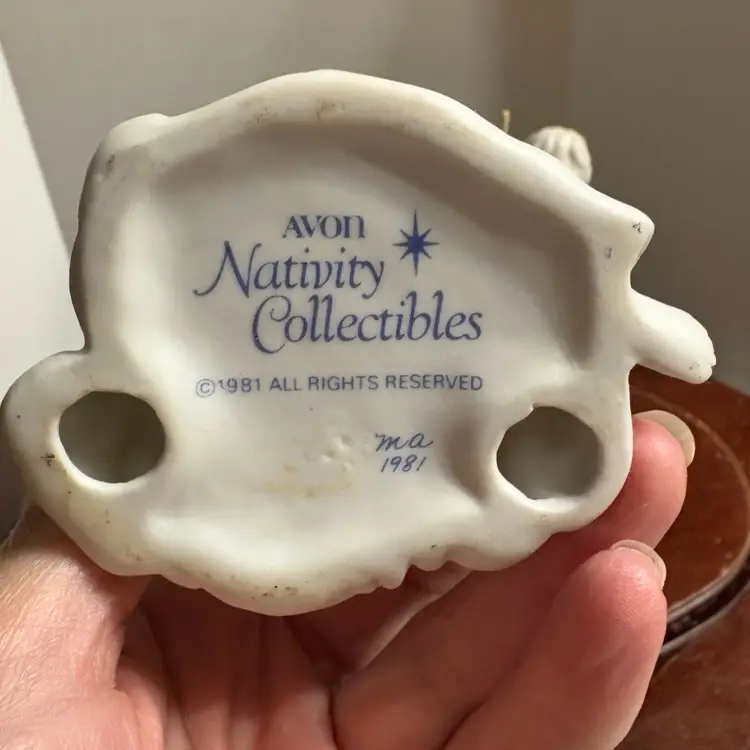 AVON
Nativity
Collectibles
©1981 ALL RIGHTS RESERVED
ma
1981